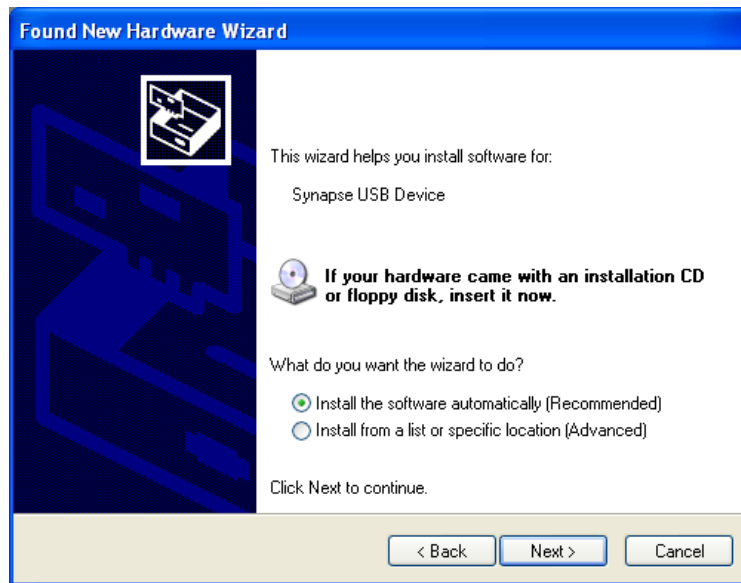 Found New Hardware Wizard
This wizard helps you install software for:
Synapse USB Device
If your hardware came with an installation CD
or floppy disk, insert it now.
What do you want the wizard to do?
Install the software automatically (Recommended)
Install from a list or specific location (Advanced)
Click Next to continue.
< Back
Next >
Cancel